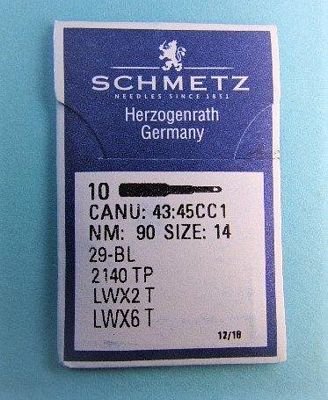 SCHMETZ
NEEDLES SINCE 1851
Herzogenrath
Germany
10
CANU: 43:45CC1
NM: 90 SIZE: 14
29-BL
2140 TP
LWX2 T
LWX6 T
12/18